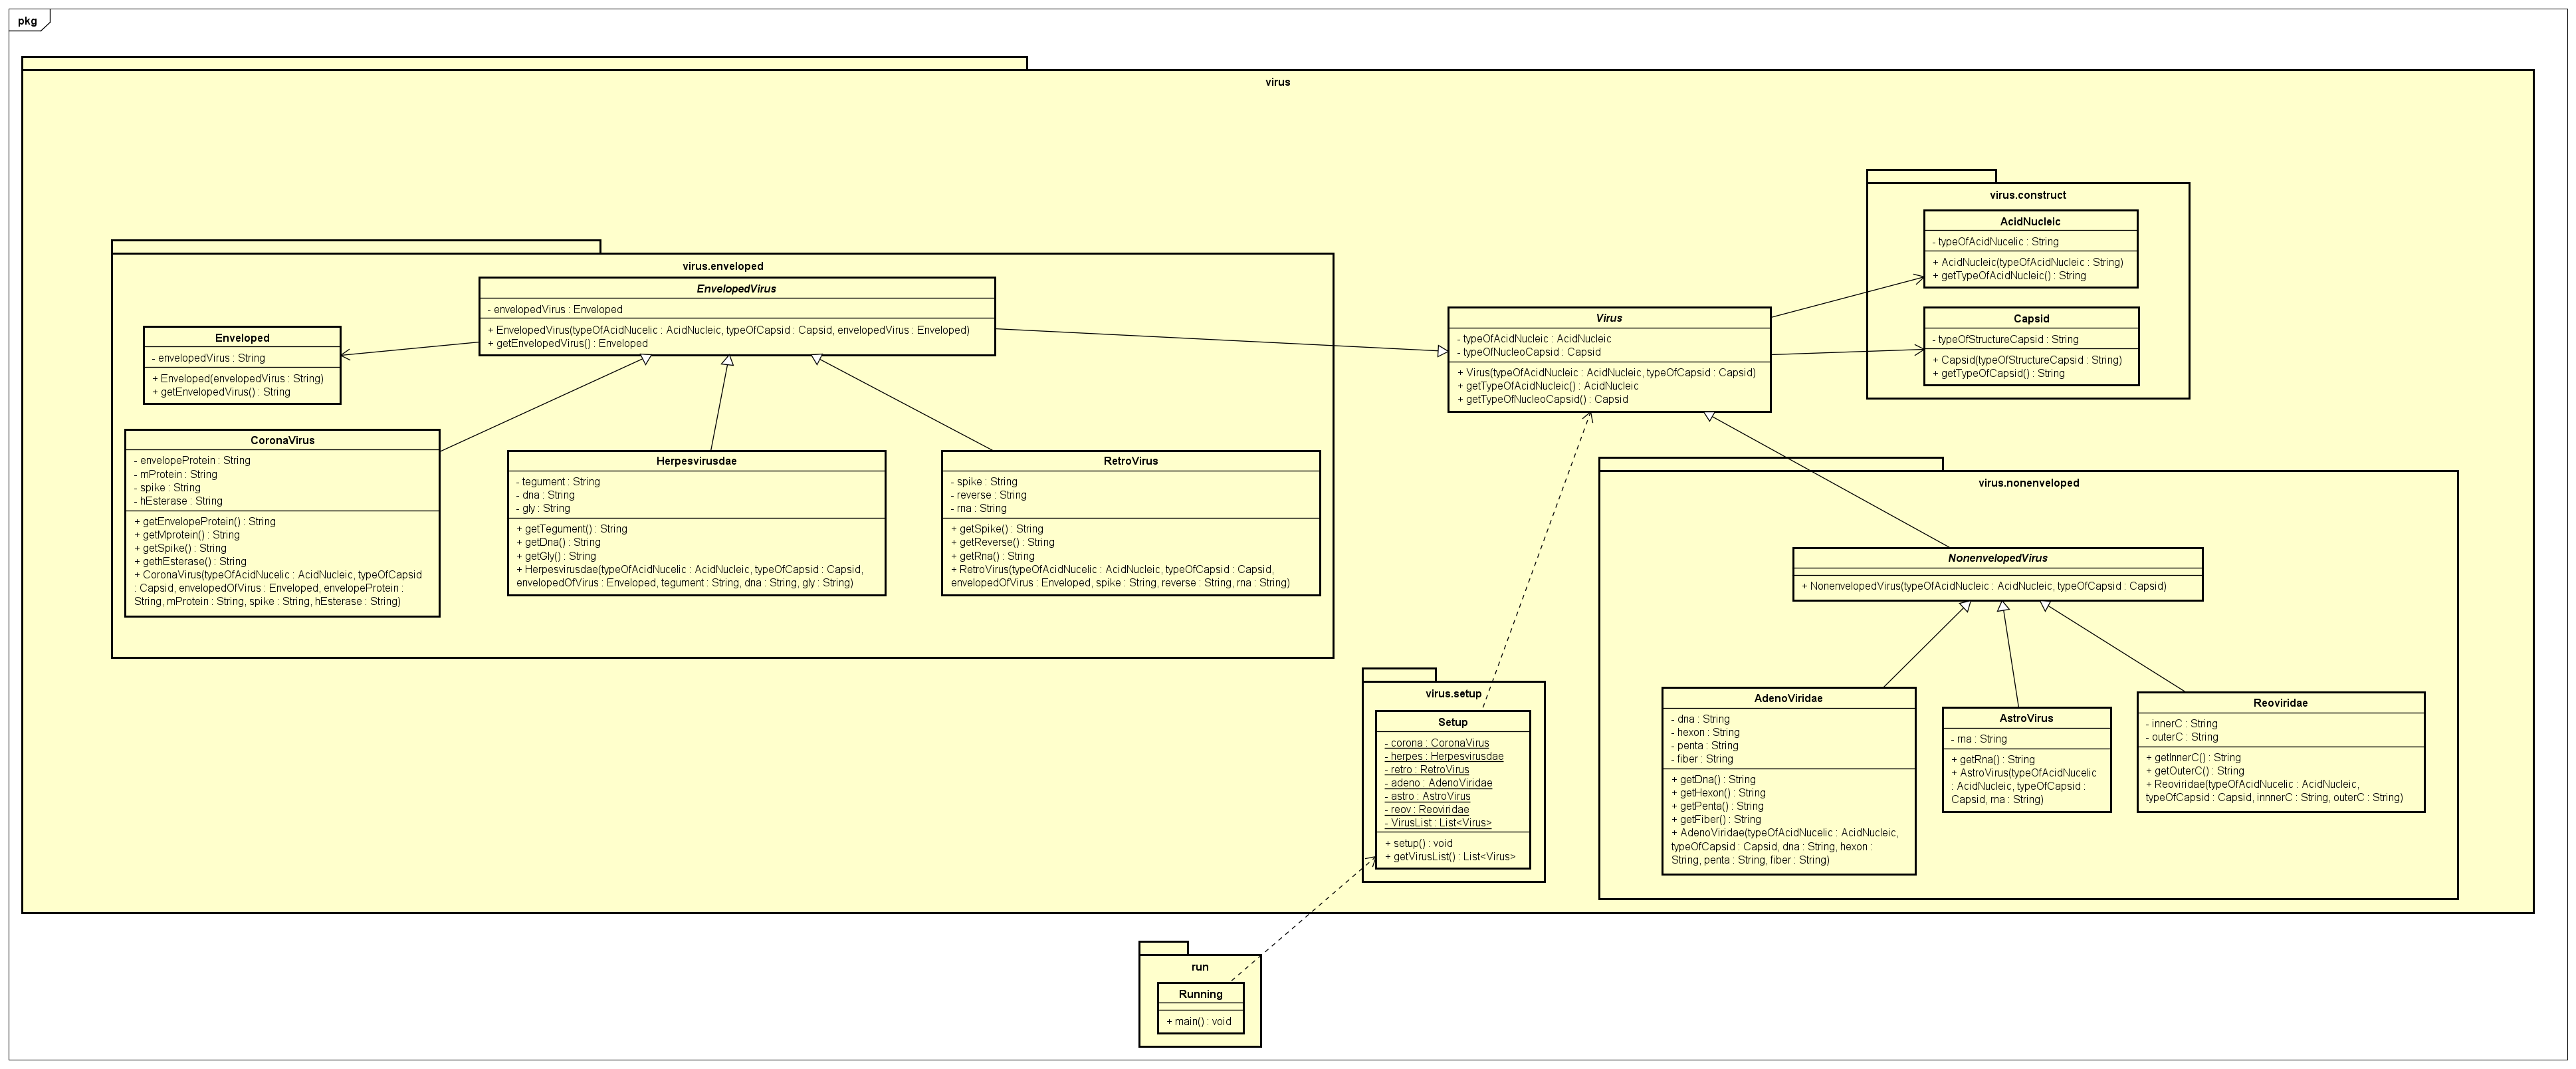 pkg
virus
virus.enveloped
EnvelopedVirus
- envelopedVirus : Enveloped
+ EnvelopedVirus(typeOfAcidNucelic : AcidNucleic, typeOfCapsid : Capsid, envelopedVirus : Enveloped)
+ getEnvelopedVirus() : Enveloped
Enveloped
- envelopedVirus : String
+ Enveloped(envelopedVirus : String)
+ getEnvelopedVirus() : String
CoronaVirus
- envelopeProtein : String
- mProtein : String
- spike : String
- hEsterase : String
+ getEnvelopeProtein() : String
+ getMprotein() : String
+ getSpike() : String
+ gethEsterase() : String
+ CoronaVirus(typeOfAcidNucelic : AcidNucleic, typeOfCapsid
: Capsid, envelopedOfVirus : Enveloped, envelopeProtein :
String, mProtein : String, spike : String, hEsterase : String)
Herpesvirusdae
- tegument : String
- dna : String
- gly : String
+ getTegument() : String
+ getDna() : String
+ getGly() : String
+ Herpesvirusdae(typeOfAcidNucelic : AcidNucleic, typeOfCapsid : Capsid,
envelopedOfVirus : Enveloped, tegument : String, dna : String, gly : String)
RetroVirus
- spike : String
- reverse : String
- rna : String
+ getSpike() : String
+ getReverse() : String
+ getRna() : String
+ RetroVirus(typeOfAcidNucelic : AcidNucleic, typeOfCapsid : Capsid,
envelopedOfVirus : Enveloped, spike : String, reverse : String, rna : String)
Virus
- typeOfAcidNucleic : AcidNucleic
- typeOfNucleoCapsid : Capsid
+ Virus(typeOfAcidNucleic : AcidNucleic, typeOfCapsid : Capsid)
+ getTypeOfAcidNucleic() : AcidNucleic
+ getTypeOfNucleoCapsid() : Capsid
virus.construct
AcidNucleic
- typeOfAcidNucelic : String
+ AcidNucleic(typeOfAcidNucleic : String)
+ getTypeOfAcidNucleic() : String
Capsid
- typeOfStructureCapsid : String
+ Capsid(typeOfStructureCapsid : String)
+ getTypeOfCapsid() : String
virus.nonenveloped
NonenvelopedVirus
+ NonenvelopedVirus(typeOfAcidNucleic : AcidNucleic, typeOfCapsid : Capsid)
AdenoViridae
- dna : String
- hexon : String
- penta : String
- fiber : String
+ getDna() : String
+ getHexon() : String
+ getPenta() : String
+ getFiber() : String
+ AdenoViridae(typeOfAcidNucelic : AcidNucleic,
typeOfCapsid : Capsid, dna : String, hexon :
String, penta : String, fiber : String)
AstroVirus
- rna : String
+ getRna() : String
+ AstroVirus(typeOfAcidNucelic
: AcidNucleic, typeOfCapsid :
Capsid, rna : String)
Reoviridae
- innerC : String
- outerC : String
+ getInnerC() : String
+ getOuterC() : String
+ Reoviridae(typeOfAcidNucelic : AcidNucleic,
typeOfCapsid : Capsid, innnerC : String, outerC : String)
virus.setup
Setup
- corona : CoronaVirus
- herpes : Herpesvirusdae
- retro : RetroVirus
- adeno : AdenoViridae
- astro : AstroVirus
- reov : Reoviridae
- VirusList : List<Virus>
+ setup() : void
+ getVirusList() : List<Virus>
run
Running
+ main() : void